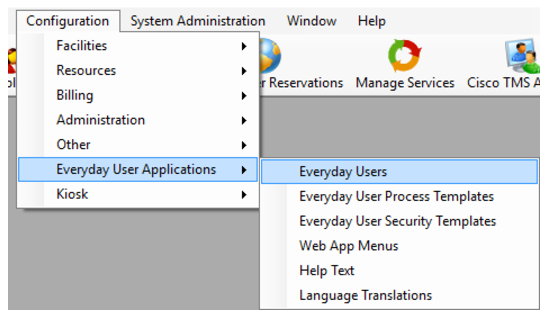 Configuration System Administration Window Help
Facilities
Resources
Reservations Manage Services Cisco TMS
Billing
Administration
Other
Everyday User Applications
Kiosk
Everyday Users
Everyday User Process Templates
Everyday User Security Templates
Web App Menus
Help Text
Language Translations